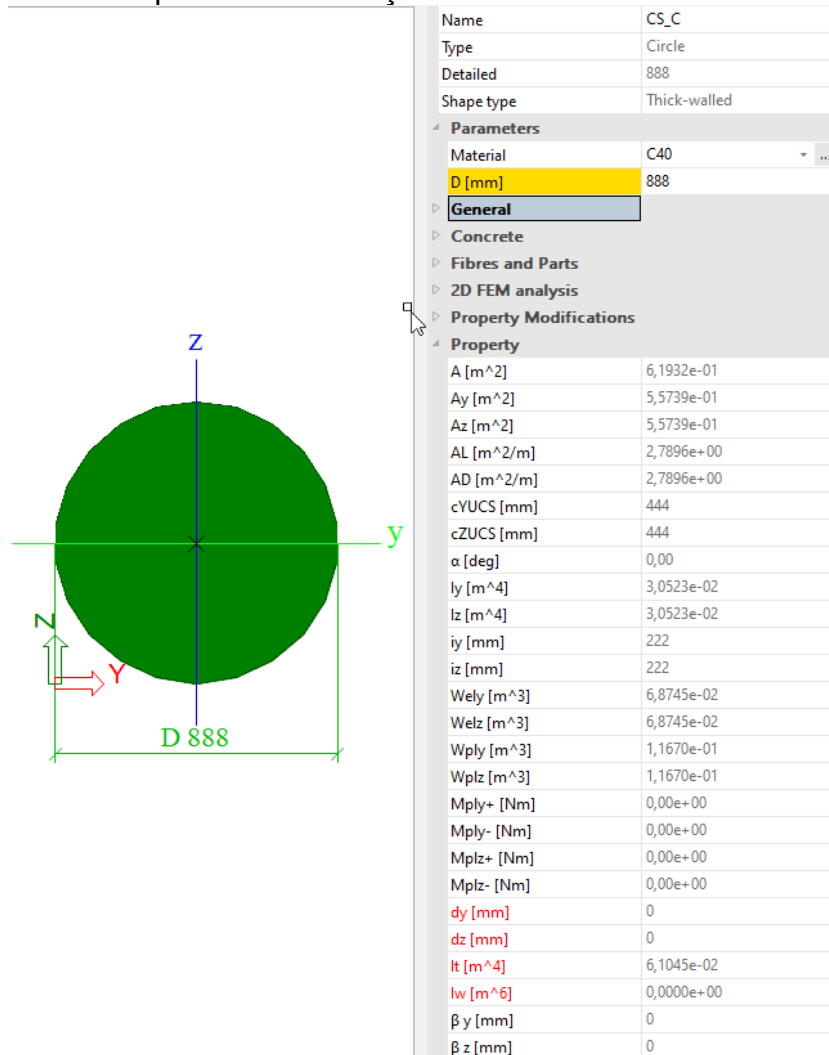 Name CS_C
Type Circle
Detailed 888
Shape type Thick-walled
Parameters
Material C40 ...
D [mm] 888
General
Concrete
Fibres and Parts
2D FEM analysis
Property Modifications
Property
A [m^2] 6,1932e-01
Ay [m^2] 5,5739e-01
Az [m^2] 5,5739e-01
AL [m^2/m] 2,7896e+00
AD [m^2/m] 2,7896e+00
cYUCS [mm] 444
cZUCS [mm] 444
α [deg] 0,00
Iy [m^4] 3,0523e-02
Iz [m^4] 3,0523e-02
iy [mm] 222
iz [mm] 222
Wely [m^3] 6,8745e-02
Welz [m^3] 6,8745e-02
Wply [m^3] 1,1670e-01
Wplz [m^3] 1,1670e-01
Mply+ [Nm] 0,00e+00
Mply- [Nm] 0,00e+00
Mplz+ [Nm] 0,00e+00
Mplz- [Nm] 0,00e+00
dy [mm] 0
dz [mm] 0
It [m^4] 6,1045e-02
Iw [m^6] 0,0000e+00
β y [mm] 0
β z [mm] 0
z
y
Z
Y
D 888